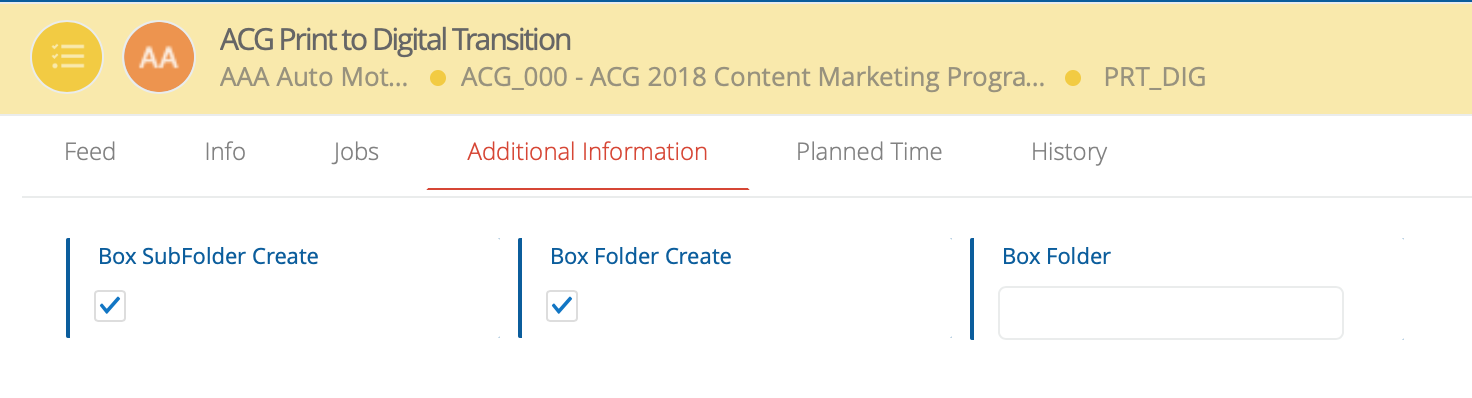 AA
ACG Print to Digital Transition
AAA Auto Mot... ACG_000 - ACG 2018 Content Marketing Progra... PRT_DIG
Feed Info Jobs Additional Information Planned Time History
Box SubFolder Create Box Folder Create Box Folder